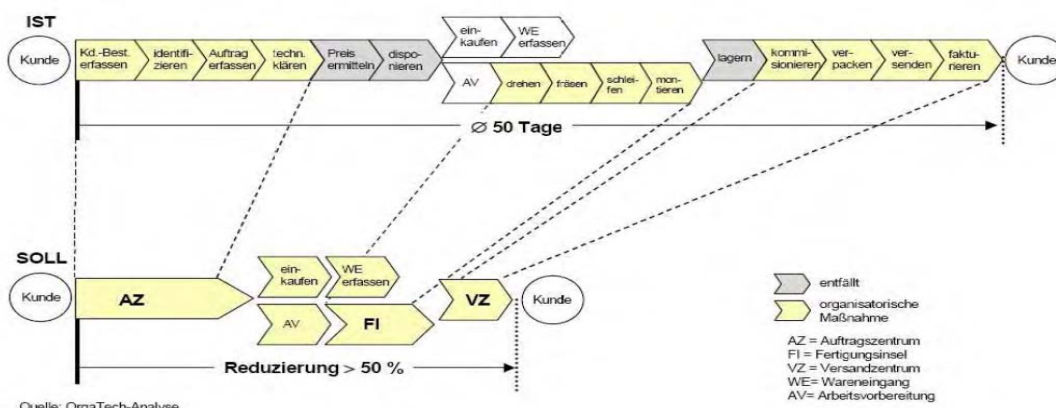 IST
Kunde
Kd.-Best.
erfassen
identifi-
zieren
Auftrag
erfassen
techn.
klären
Preis
ermitteln
dispo-
nieren
ein-
kaufen
WE
erfassen
AV
drehen
fräsen
schlei-
fen
mon-
tieren
lagern
kommi-
sionieren
ver-
packen
ver-
senden
faktu-
rieren
Kunde
Ø 50 Tage
SOLL
Kunde
AZ
ein-
kaufen
WE
erfassen
AV
FI
VZ
Kunde
Reduzierung > 50 %
entfällt
organisatorische
Maßnahme
AZ = Auftragszentrum
FI = Fertigungsinsel
VZ = Versandzentrum
WE= Wareneingang
AV= Arbeitsvorbereitung
Quelle: OrgaTech-Analyse